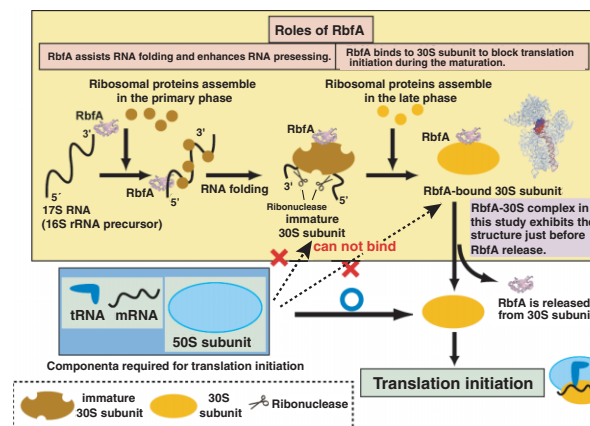 Roles of RbfA
RbfA assists RNA folding and enhances RNA presessing.
RbfA binds to 30S subunit to block translation
initiation during the maturation.
Ribosomal proteins assemble
in the primary phase
Ribosomal proteins assemble
in the late phase
RbfA
3'
RbfA
5'
17S RNA
(16S rRNA precursor)
3'
RbfA
5'
RNA folding
RbfA
3'
5'
Ribonuclease
immature
30S subunit
RbfA
RbfA-bound 30S subunit
RbfA-30S complex in
this study exhibits the
structure just before
RbfA release.
can not bind
tRNA mRNA
50S subunit
Componenta required for translation initiation
RbfA is released
from 30S subunit
Translation initiation
immature
30S subunit
30S
subunit
Ribonuclease